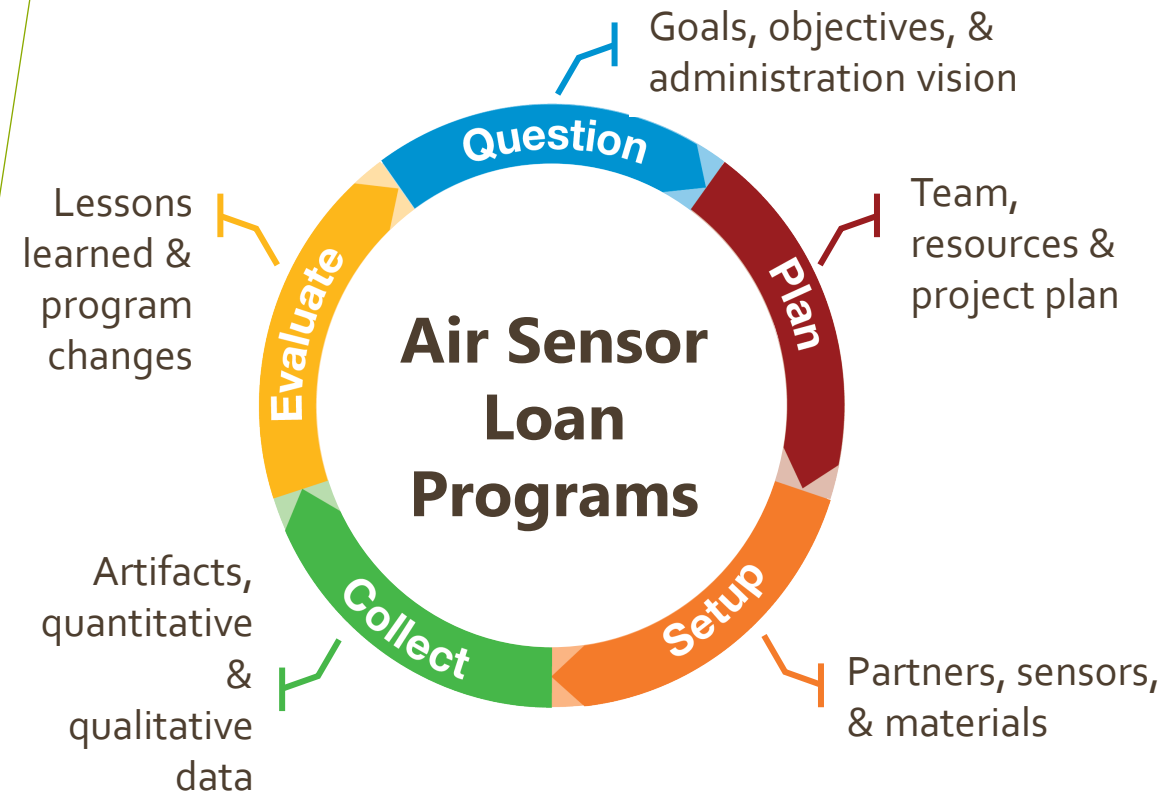 Goals, objectives, &
administration vision
Question
Team,
resources &
project plan
Plan
Partners, sensors,
& materials
Setup
Artifacts,
quantitative
&
qualitative
data
Collect
Lessons
learned &
program
changes
Evaluate
Air Sensor
Loan
Programs